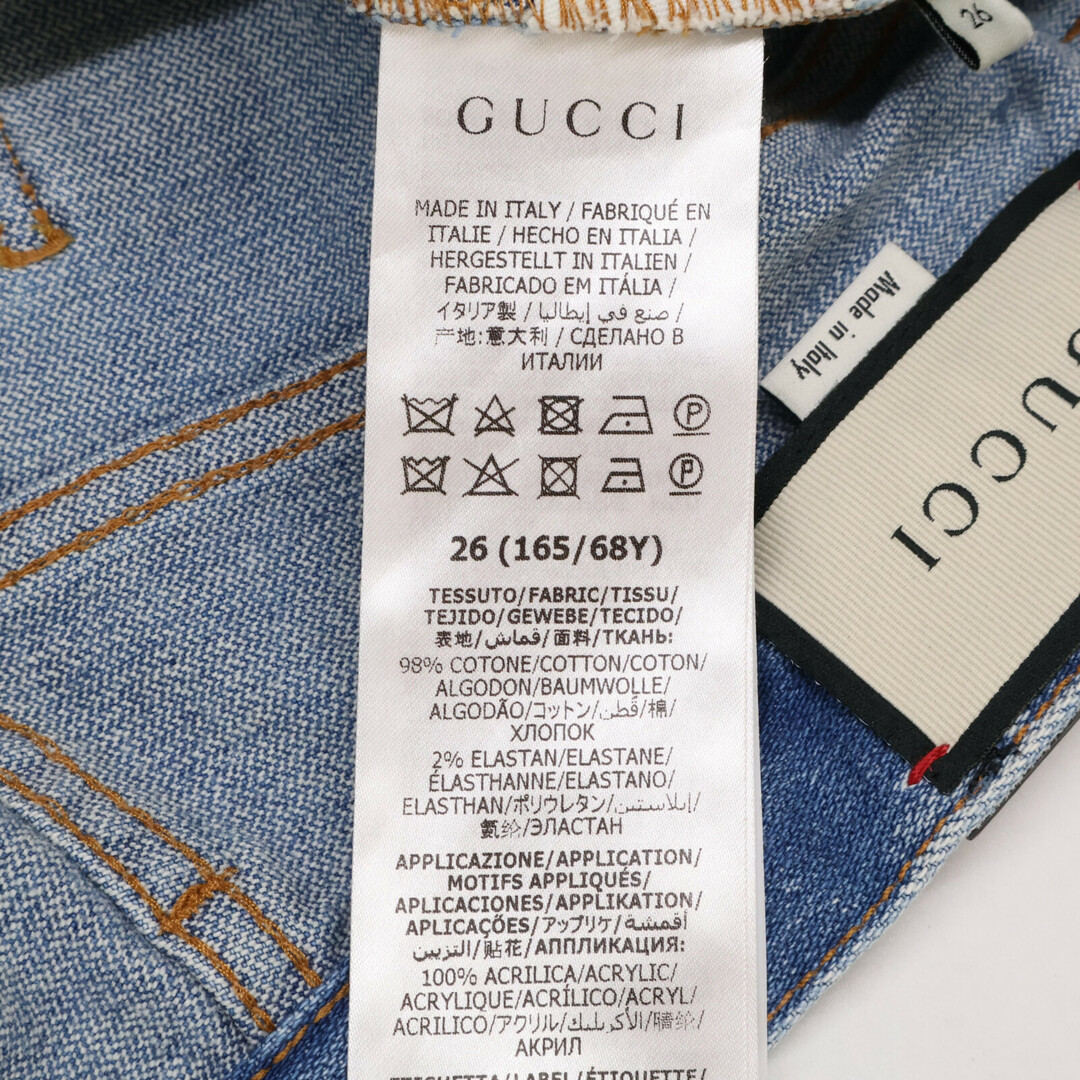 GUCCI
MADE IN ITALY / FABRIQUÉ EN
ITALIE / HECHO EN ITALIA /
HERGESTELLT IN ITALIEN /
FABRICADO EM ITÁLIA /
イタリア製 / صنع في إيطاليا /
产地:意大利 / СДЕЛАНО В
ИТАЛИИ
P
P
26 (165/68Y)
TESSUTO/FABRIC/TISSU/
TEJIDO/GEWEBE/TECIDO/
表地/قماش/面料/ТКАНЬ:
98% COTONE/COTTON/COTON/
ALGODON/BAUMWOLLE/
ALGODÃO/コットン/قطن/棉/
ХЛОПОК
2% ELASTAN/ELASTANE/
ÉLASTHANNE/ELASTANO/
ELASTHAN/ポリウレタン/إيلاستين/
氨纶/ЭЛАСТАН
APPLICAZIONE/APPLICATION/
MOTIFS APPLIQUÉS/
APLICACIONES/APPLIKATION/
APLICAÇÕES/アップリケ/أقمشة
التزيين/贴花/АППЛИКАЦИЯ:
100% ACRILICA/ACRYLIC/
ACRYLIQUE/ACRÍLICO/ACRYL/
ACRILICO/アクリル/الأكريليك/腈纶/
АКРИЛ
ETICHETTA/LABEL/ÉTIQUETTE/
26
Made in Italy
GUCCI